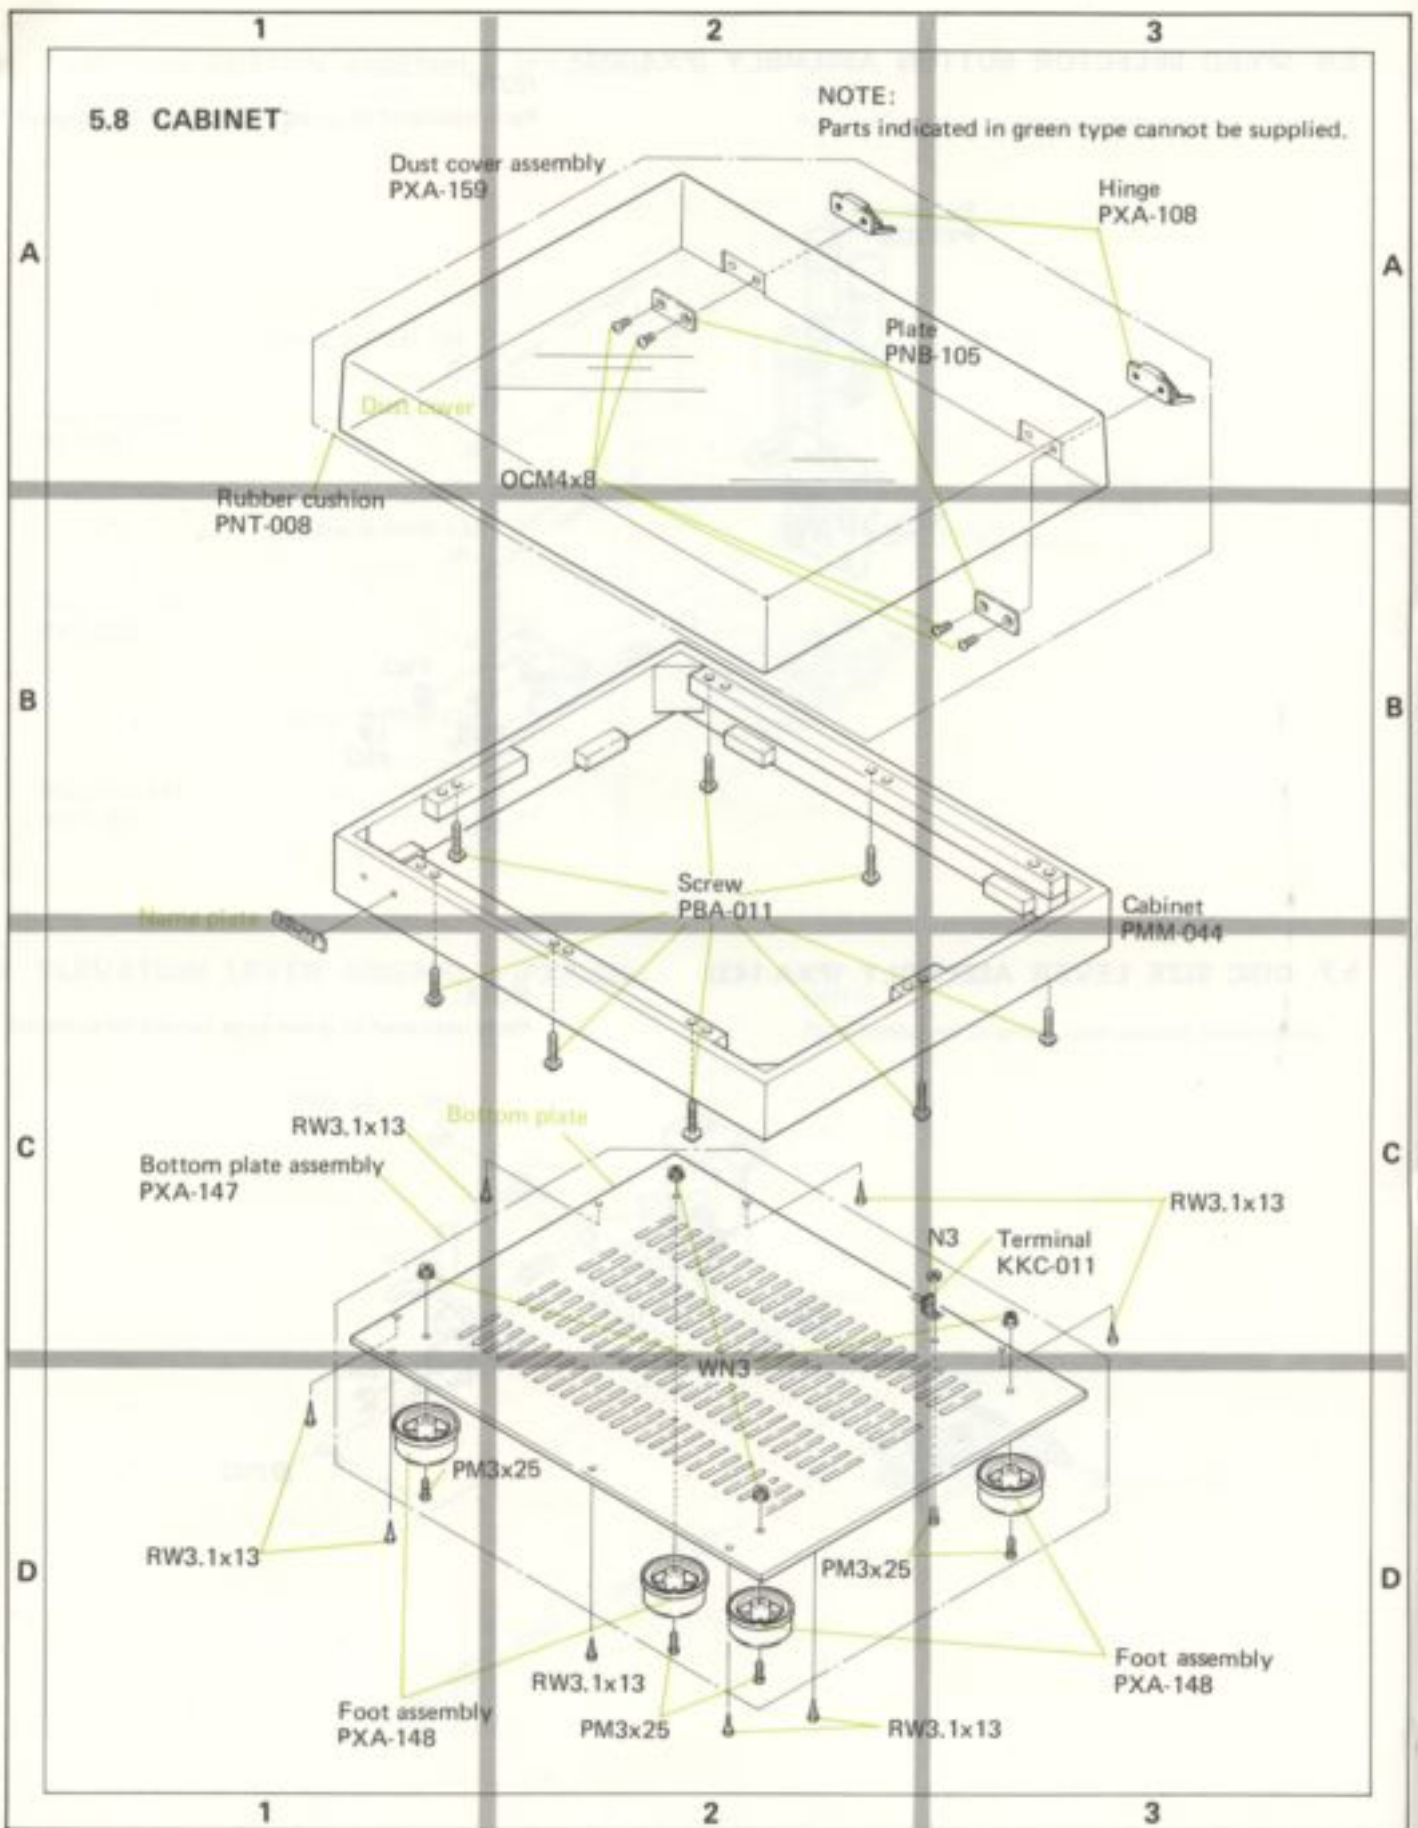 1 2 3
5.8 CABINET
NOTE:
Parts indicated in green type cannot be supplied.
Dust cover assembly
PXA-159
Hinge
PXA-108
A
A
Plate
PNB-105
Dust cover
OCM4x8
Rubber cushion
PNT-008
B
B
Screw
PBA-011
Cabinet
PMM-044
Name plate
Bottom plate
RW3.1x13
C
C
Bottom plate assembly
PXA-147
RW3.1x13
N3
Terminal
KKC-011
WN3
PM3x25
RW3.1x13
PM3x25
D
D
RW3.1x13
Foot assembly
PXA-148
Foot assembly
PXA-148
PM3x25
RW3.1x13
1 2 3